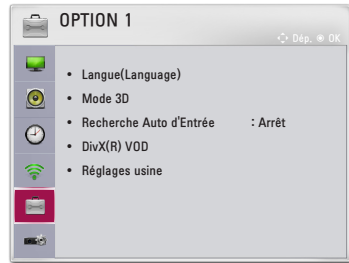 OPTION 1
Dép. OK
• Langue(Language)
• Mode 3D
• Recherche Auto d'Entrée : Arrêt
• DivX(R) VOD
• Réglages usine